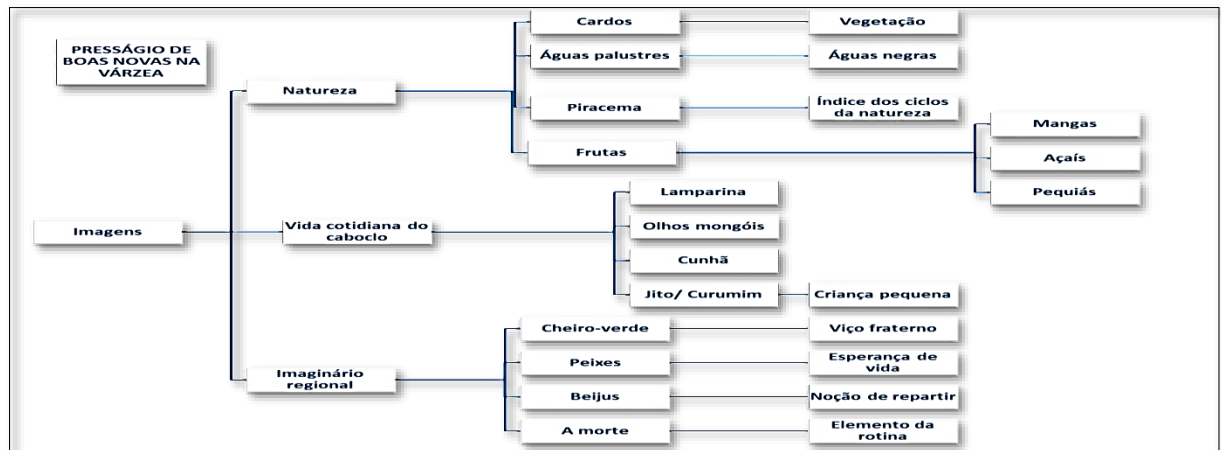 PRESSÁGIO DE
BOAS NOVAS NA
VÁRZEA
Imagens
Natureza
Cardos
Vegetação
Águas palustres
Águas negras
Piracema
Índice dos ciclos
da natureza
Frutas
Mangas
Açaís
Pequiás
Vida cotidiana do
caboclo
Lamparina
Olhos mongóis
Cunhã
Jito/ Curumim
Criança pequena
Imaginário
regional
Cheiro-verde
Viço fraterno
Peixes
Esperança de
vida
Beijus
Noção de repartir
A morte
Elemento da
rotina